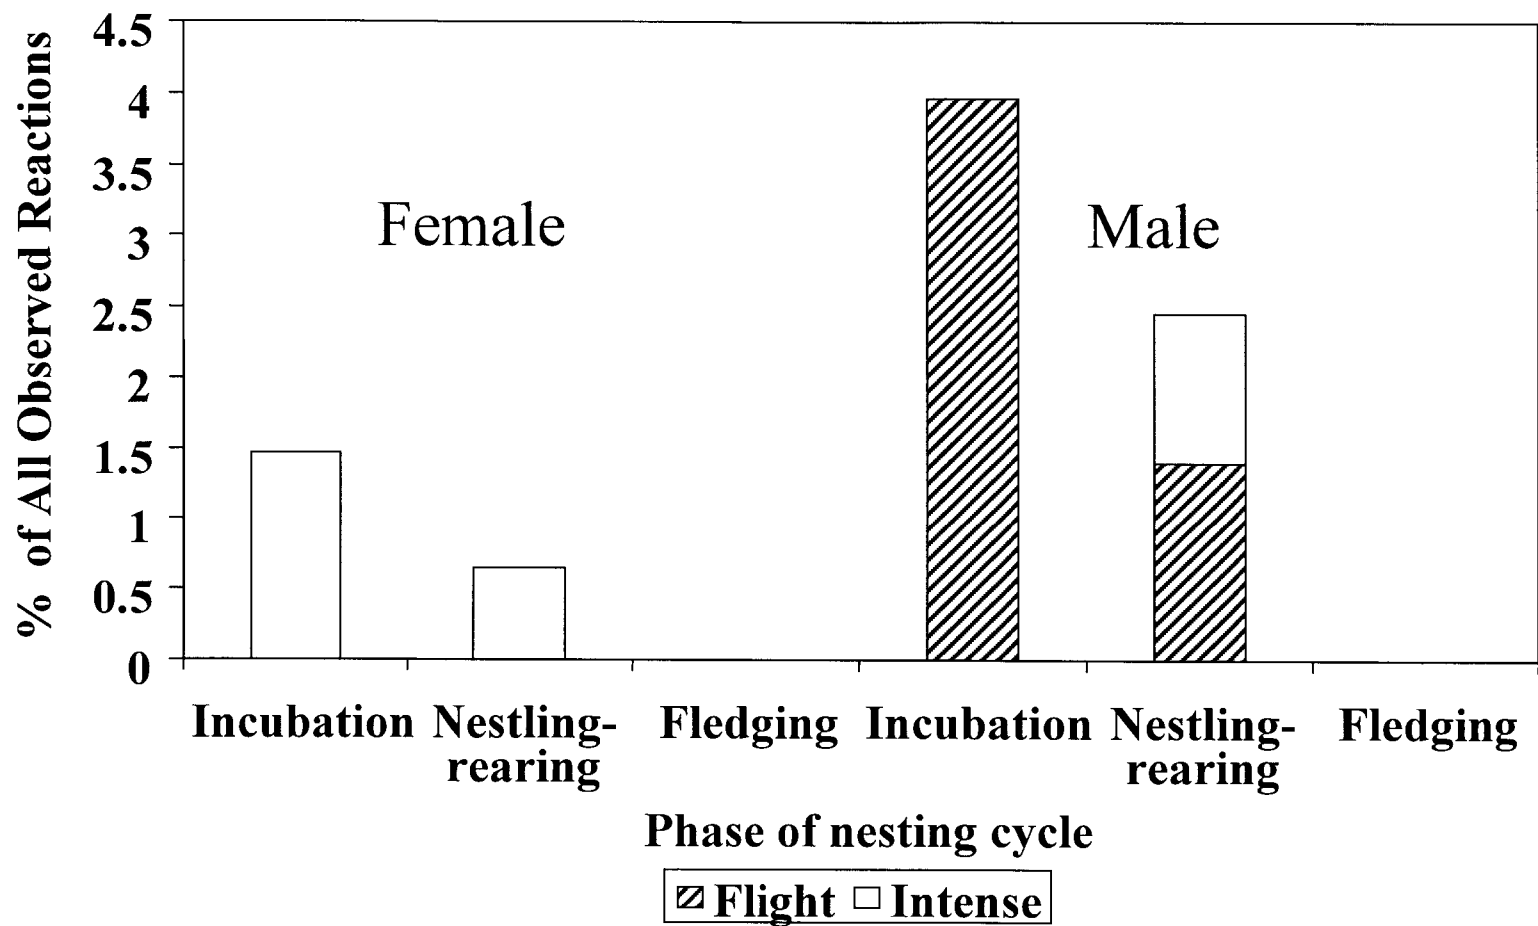 % of All Observed Reactions
4.5
4
3.5
3
2.5
2
1.5
1
0.5
0
Female
Male
Incubation Nestling-rearing Fledging Incubation Nestling-rearing Fledging
Phase of nesting cycle
Flight Intense